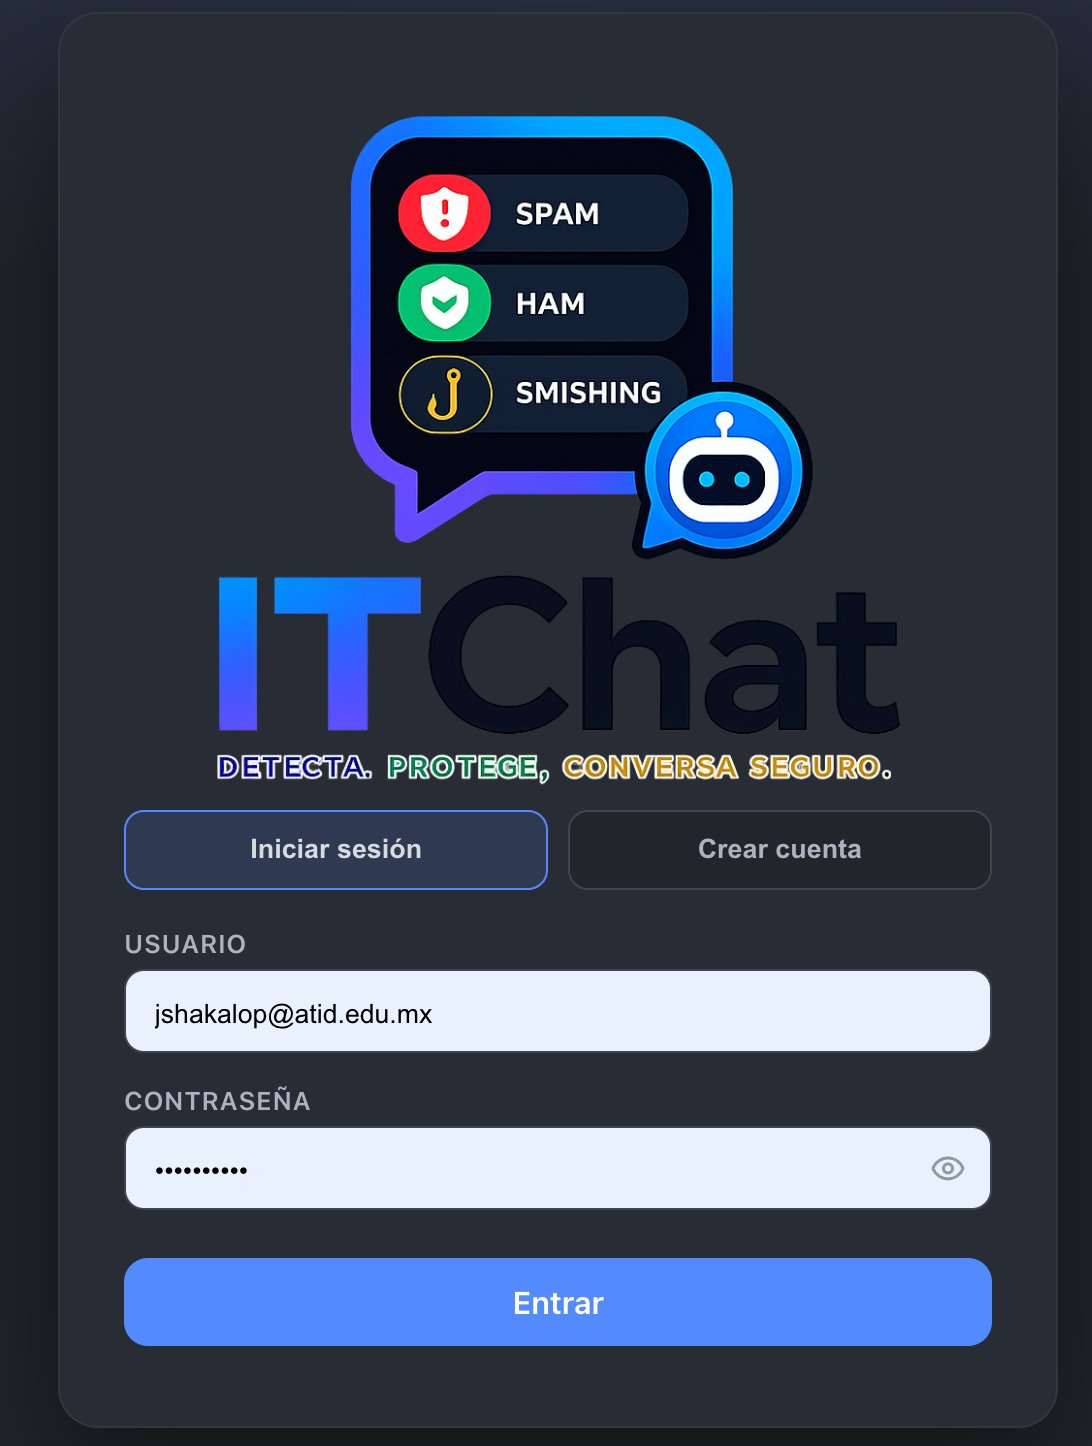 SPAM
HAM
SMISHING
ITChat
DETECTA. PROTEGE, CONVERSA SEGURO.
Iniciar sesión
Crear cuenta
USUARIO
jshakalop@atid.edu.mx
CONTRASEÑA
••••••••••
Entrar